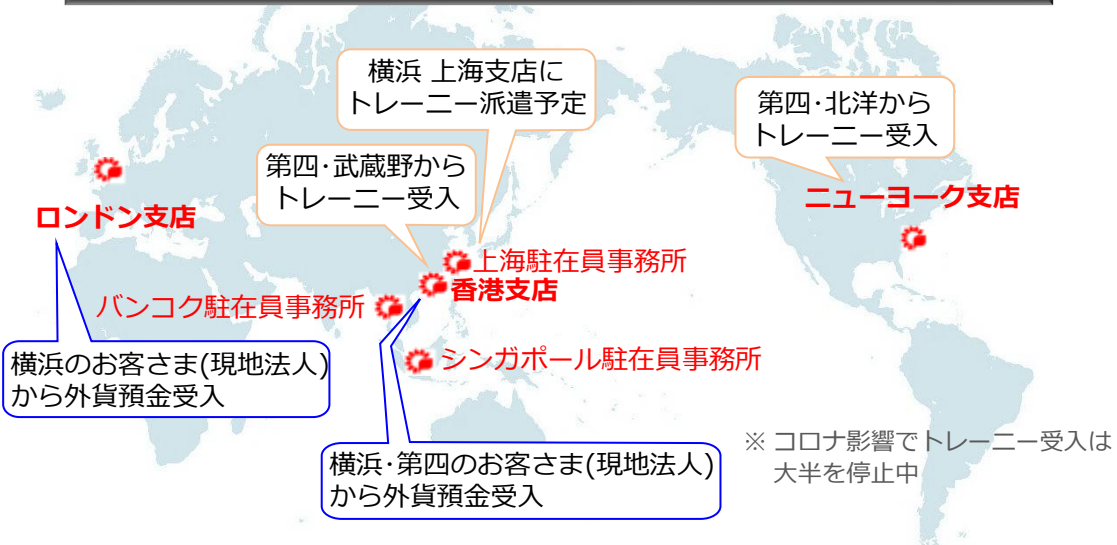 横浜 上海支店に
トレーニー派遣予定
第四･北洋から
トレーニー受入
第四･武蔵野から
トレーニー受入
ロンドン支店
ニューヨーク支店
上海駐在員事務所
香港支店
バンコク駐在員事務所
シンガポール駐在員事務所
横浜のお客さま(現地法人)
から外貨預金受入
横浜･第四のお客さま(現地法人)
から外貨預金受入
※ コロナ影響でトレーニー受入は
大半を停止中